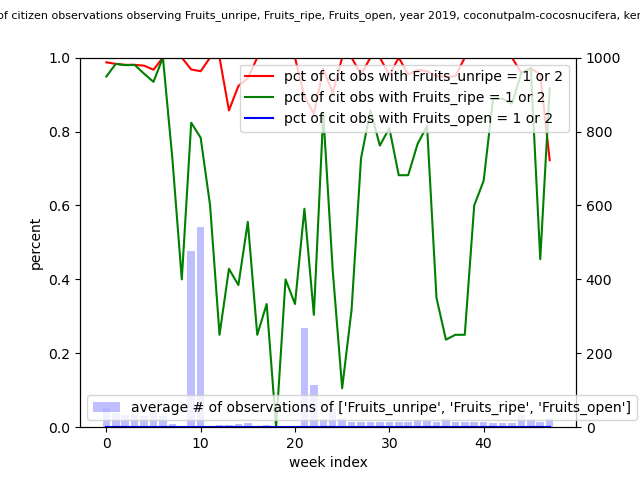 of citizen observations observing Fruits_unripe, Fruits_ripe, Fruits_open, year 2019, coconutpalm-cocosnucifera,
pct of cit obs with Fruits_unripe = 1 or 2
pct of cit obs with Fruits_ripe = 1 or 2
pct of cit obs with Fruits_open = 1 or 2
average # of observations of ['Fruits_unripe', 'Fruits_ripe', 'Fruits_open']
percent
1.0
0.8
0.6
0.4
0.2
0.0
1000
800
600
400
200
0
0 10 20 30 40
week index